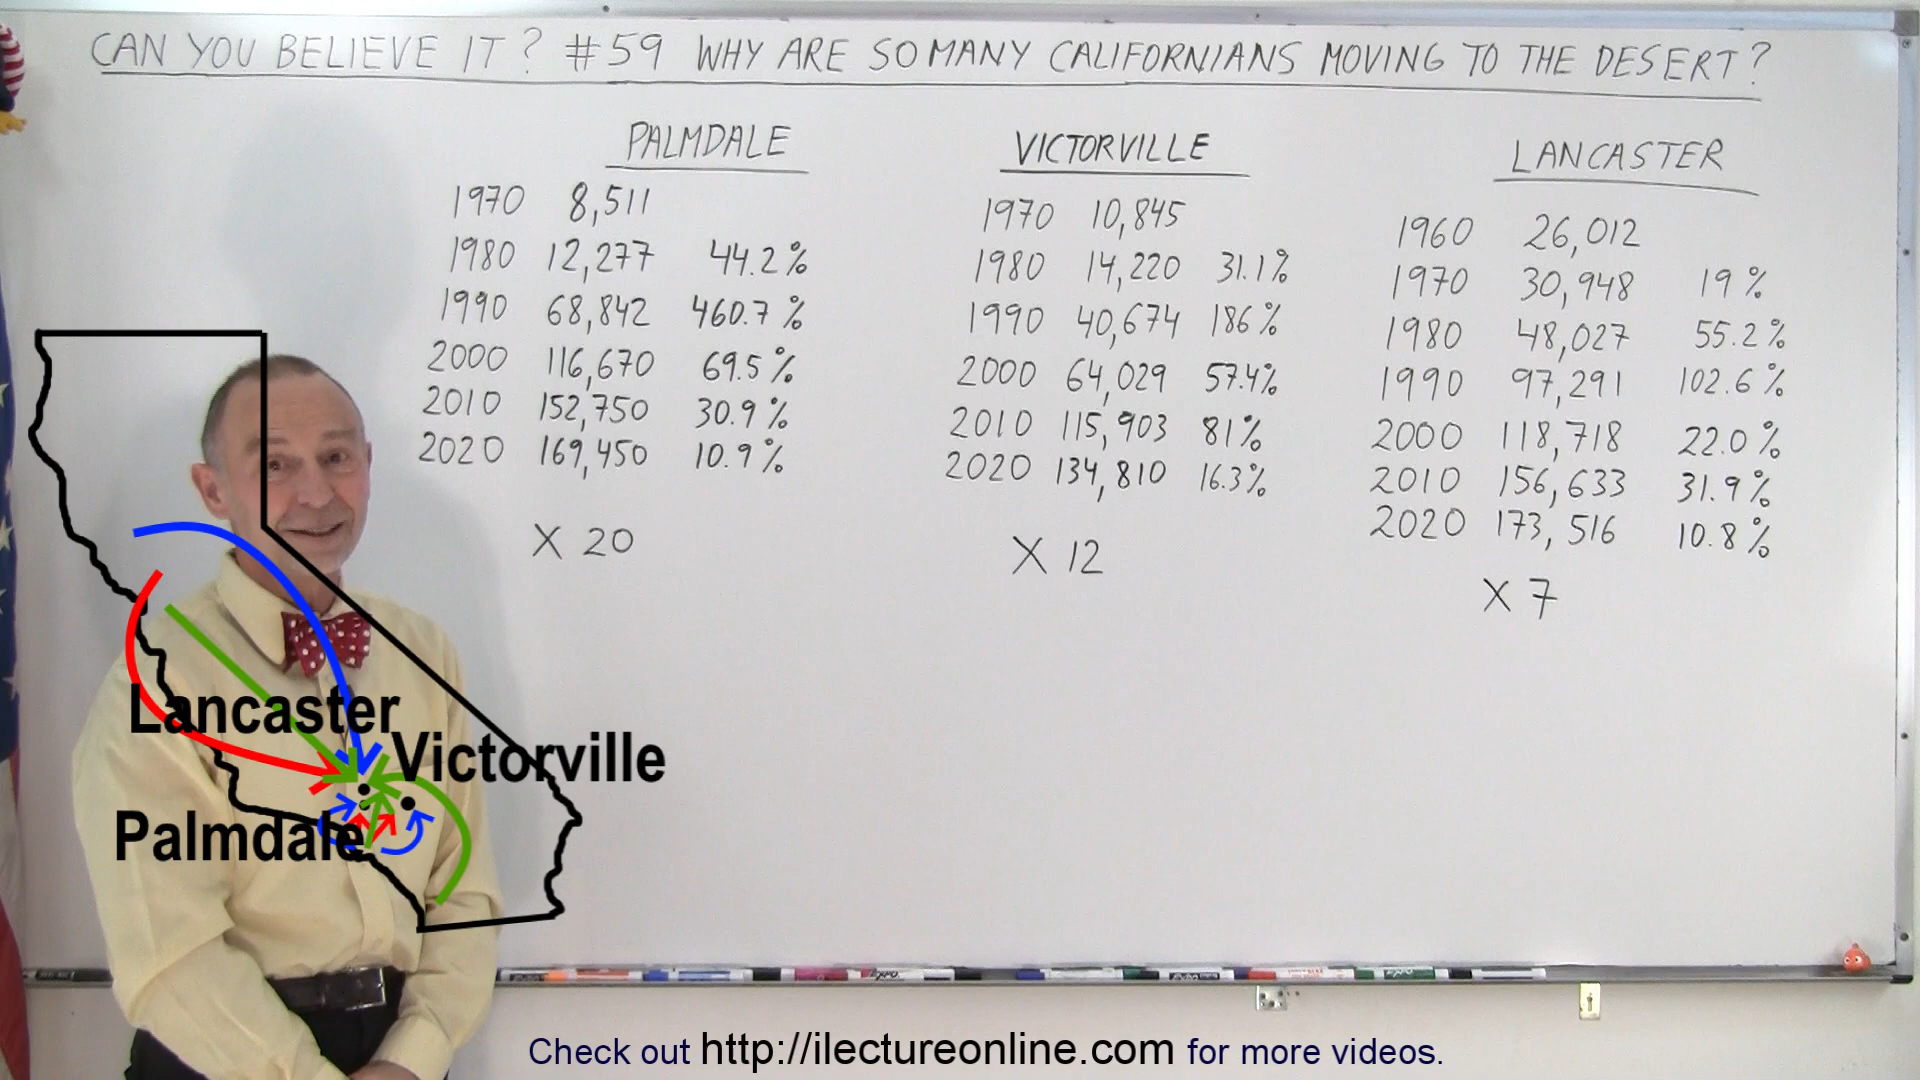 CAN YOU BELIEVE IT? #59 WHY ARE SO MANY CALIFORNIANS MOVING TO THE DESERT?
PALMDALE
1970 8,511
1980 12,277 44.2%
1990 68,842 460.7%
2000 116,670 69.5%
2010 152,750 30.9%
2020 169,450 10.9%
X 20
VICTORVILLE
1970 10,845
1980 14,220 31.1%
1990 40,674 186%
2000 64,029 57.4%
2010 115,903 81%
2020 134,810 16.3%
X 12
LANCASTER
1960 26,012
1970 30,948 19%
1980 48,027 55.2%
1990 97,291 102.6%
2000 118,718 22.0%
2010 156,633 31.9%
2020 173,516 10.8%
X 7
Lancaster
Victorville
Palmdale
Check out http://ilectureonline.com for more videos.